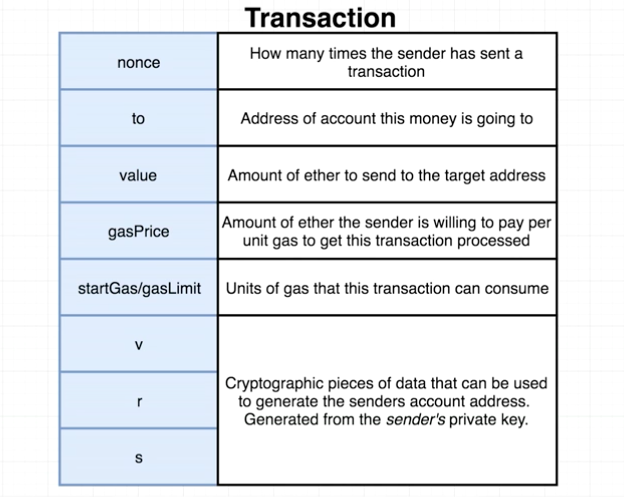 Transaction
nonce
How many times the sender has sent a
transaction
to
Address of account this money is going to
value
Amount of ether to send to the target address
gasPrice
Amount of ether the sender is willing to pay per
unit gas to get this transaction processed
startGas/gasLimit
Units of gas that this transaction can consume
v
r
s
Cryptographic pieces of data that can be used
to generate the senders account address.
Generated from the sender's private key.